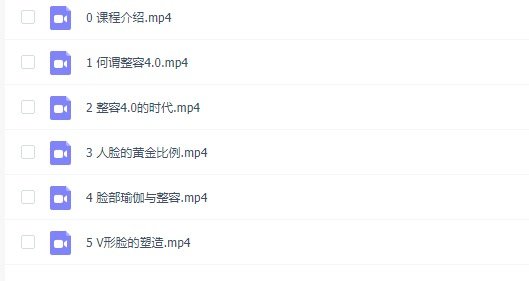 0 课程介绍.mp4
1 何谓整容4.0.mp4
2 整容4.0的时代.mp4
3 人脸的黄金比例.mp4
4 脸部瑜伽与整容.mp4
5 V形脸的塑造.mp4